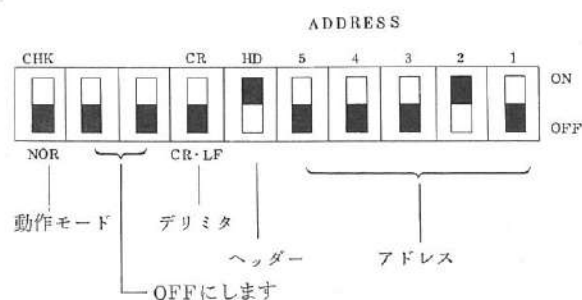 ADDRESS
CHK CR HD 5 4 3 2 1
ON
OFF
NOR CR・LF
動作モード デリミタ
ヘッダー アドレス
OFFにします